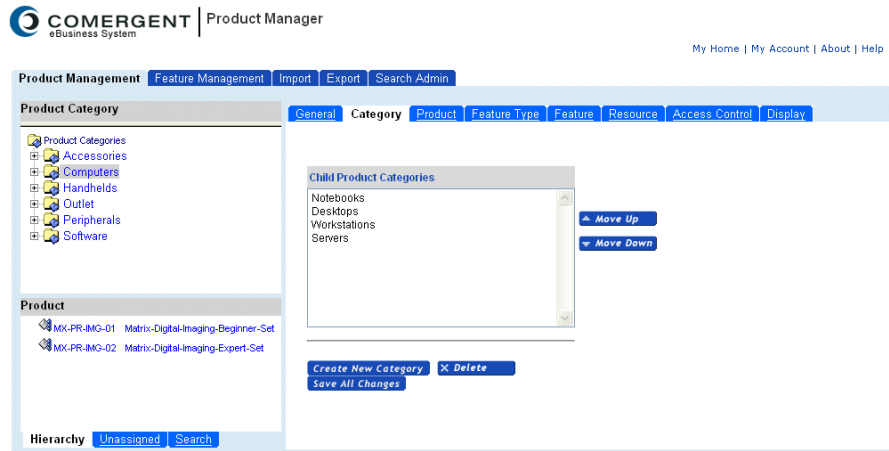 COMERGENT
eBusiness System
Product Manager
My Home | My Account | About | Help
Product Management Feature Management Import Export Search Admin
Product Category
General Category Product Feature Type Feature Resource Access Control Display
Product Categories
Accessories
Computers
Handhelds
Outlet
Peripherals
Software
Child Product Categories
Notebooks
Desktops
Workstations
Servers
Move Up
Move Down
Product
MX-PR-IMG-01 Matrix-Digital-Imaging-Beginner-Set
MX-PR-IMG-02 Matrix-Digital-Imaging-Expert-Set
Create New Category X Delete
Save All Changes
Hierarchy Unassigned Search